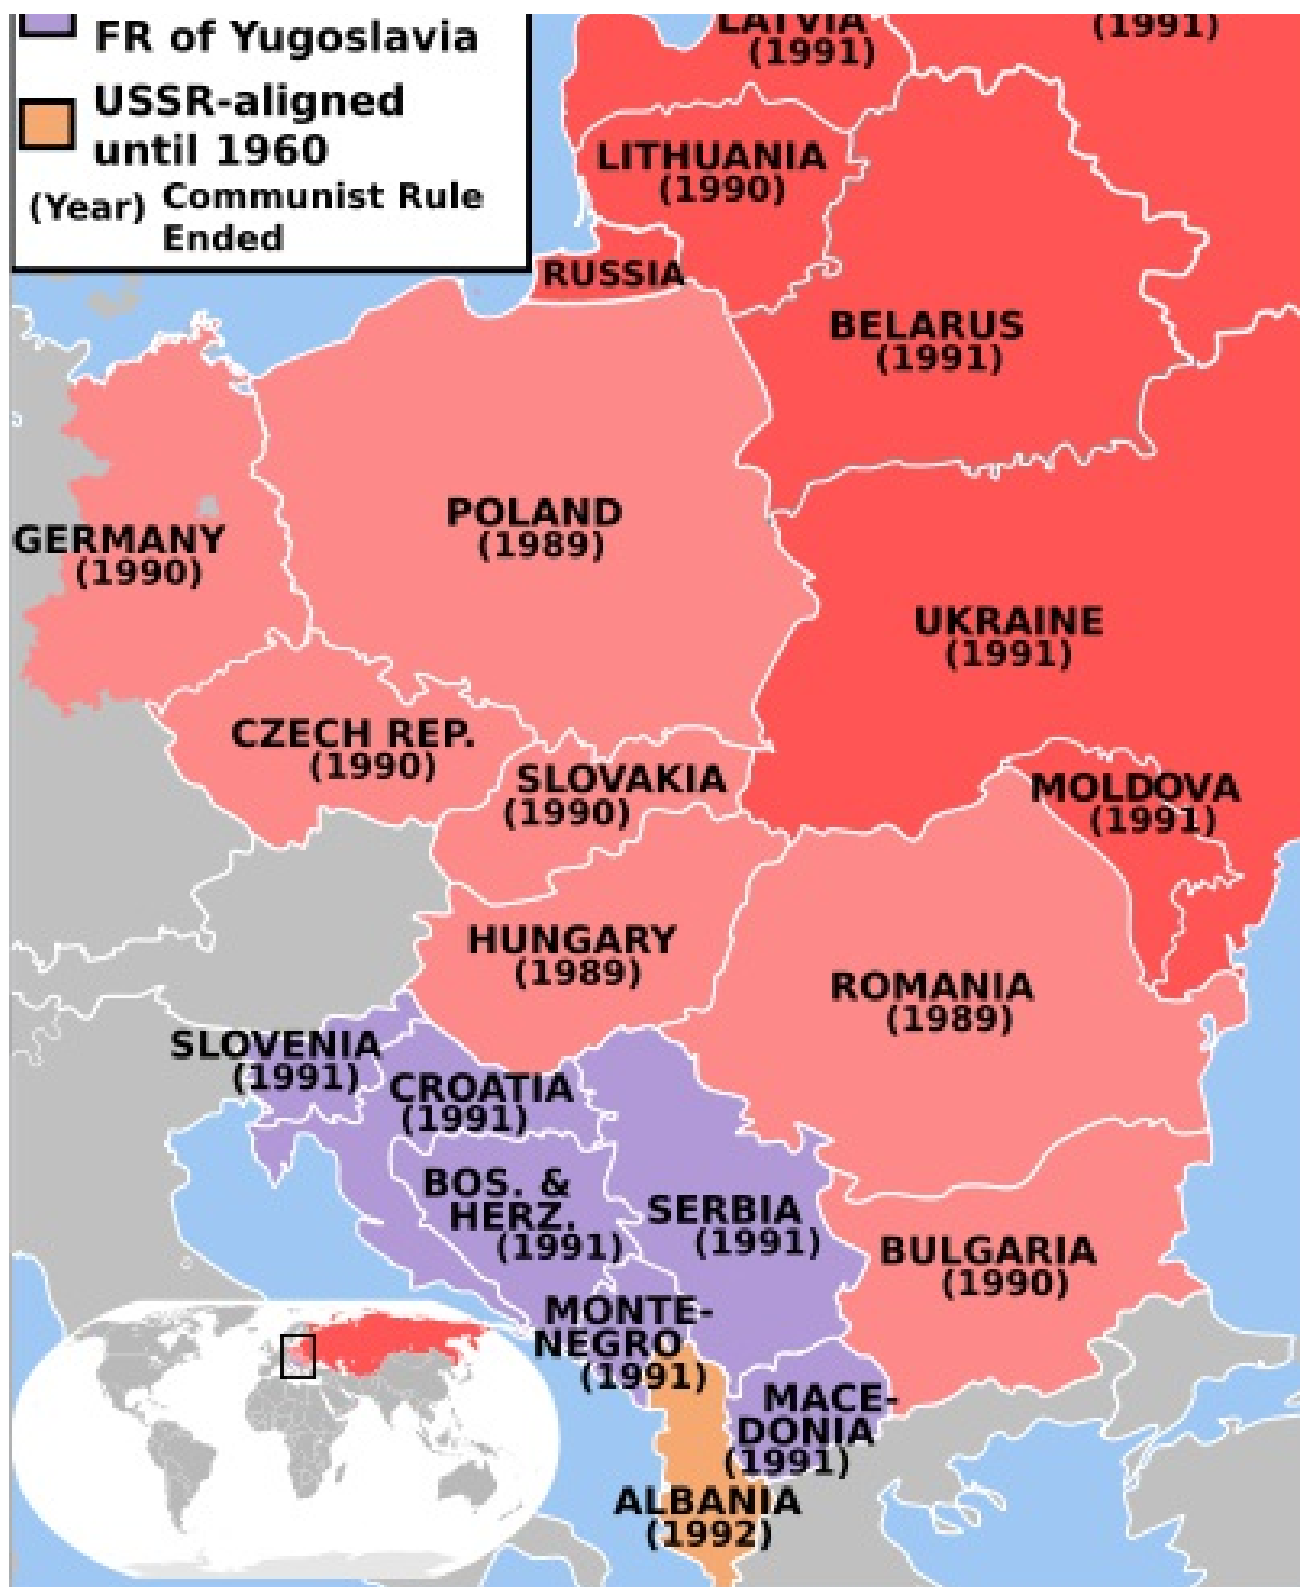 FR of Yugoslavia
USSR-aligned
until 1960
(Year) Communist Rule
Ended
LATVIA
(1991)
(1991)
LITHUANIA
(1990)
RUSSIA
BELARUS
(1991)
POLAND
(1989)
GERMANY
(1990)
UKRAINE
(1991)
CZECH REP.
(1990)
SLOVAKIA
(1990)
MOLDOVA
(1991)
HUNGARY
(1989)
ROMANIA
(1989)
SLOVENIA
(1991)
CROATIA
(1991)
BOS. &
HERZ.
(1991)
SERBIA
(1991)
BULGARIA
(1990)
MONTE-
NEGRO
(1991)
MACE-
DONIA
(1991)
ALBANIA
(1992)